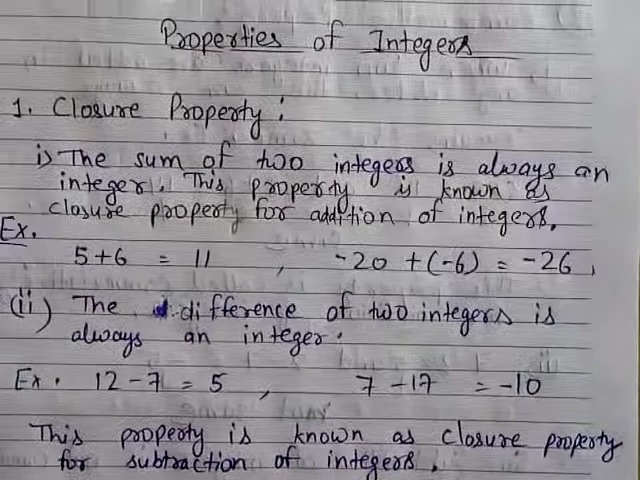 Properties of Integers
1. Closure Property:
i) The sum of two integers is always an
integer. This property is known as
closure property for addition of integers.
Ex.
5+6 = 11 , -20 +(-6) = -26,
(ii) The difference of two integers is
always an integer.
Ex. 12-7 = 5 , 7-17 = -10
This property is known as closure property
for subtraction of integers.